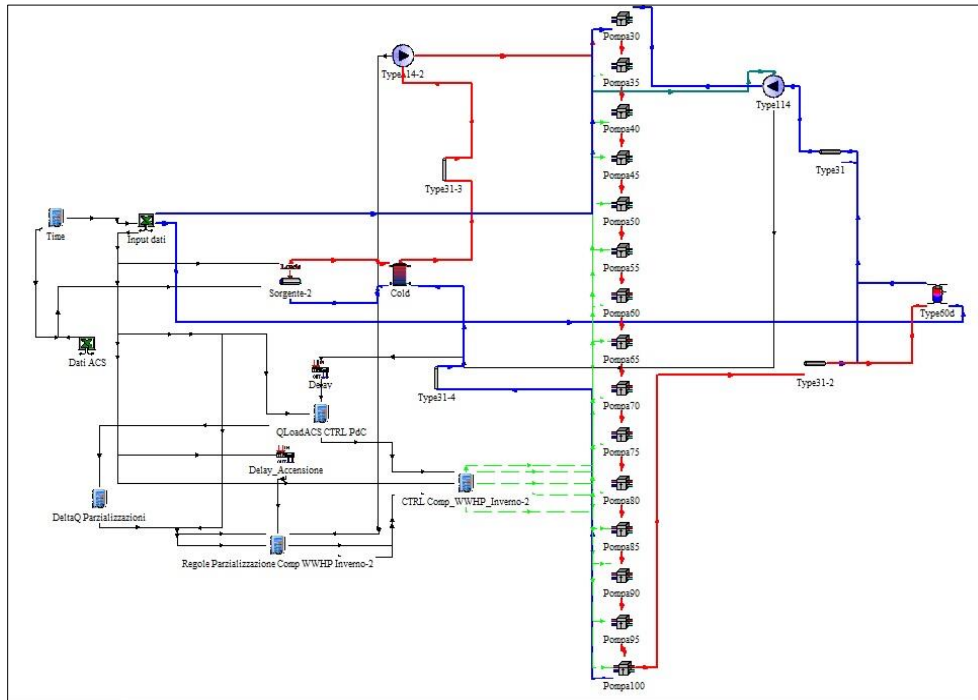 Pompa30
Type114-2
Pompa35
Type114
Pompa40
Pompa45
Type31
Type31-3
Pompa50
Time
Input dati
Pompa55
Sorgente-2
Cold
Pompa60
Type60d
Dati ACS
Pompa65
Type31-2
Delay
Type31-4
Pompa70
QLoadACS CTRL PdC
Pompa75
Delay_Accensione
Pompa80
CTRL Comp_WWHP_Inverno-2
DeltaQ Parzializzazioni
Pompa85
Regole Parzializzazione Comp WWHP Inverno-2
Pompa90
Pompa95
Pompa100